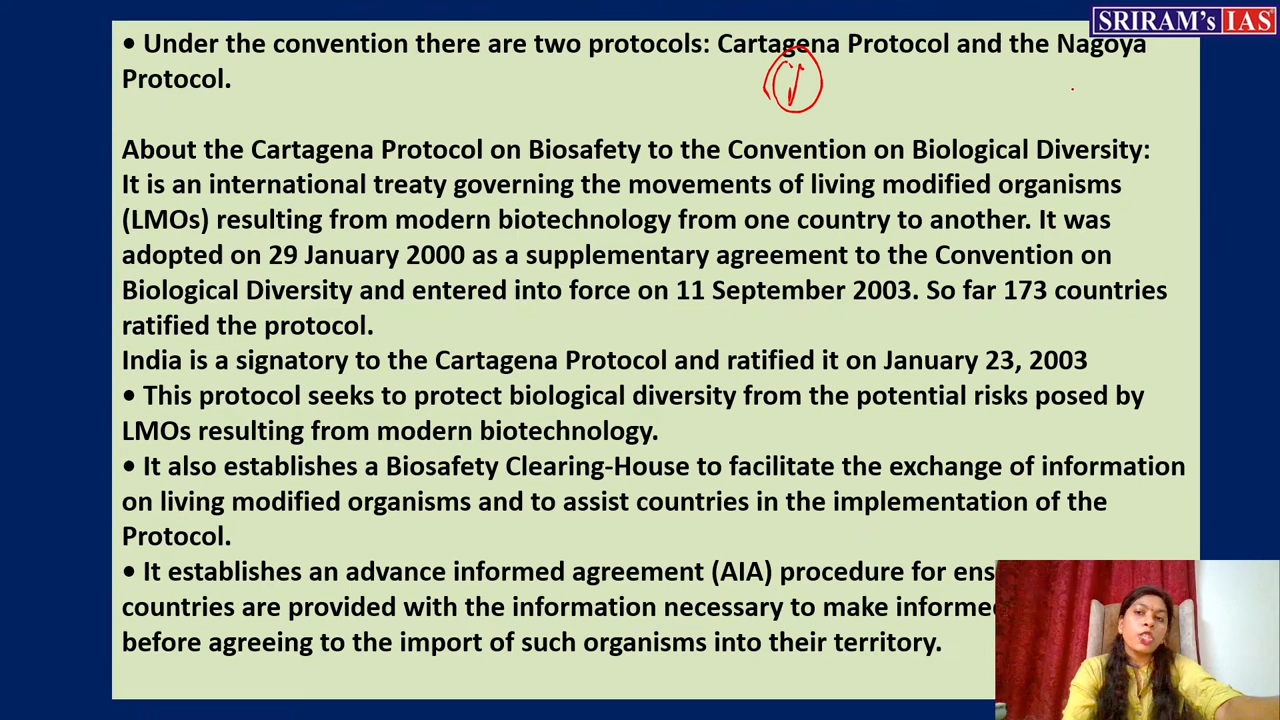 SRIRAM's IAS
• Under the convention there are two protocols: Cartagena Protocol and the Nagoya
Protocol.
About the Cartagena Protocol on Biosafety to the Convention on Biological Diversity:
It is an international treaty governing the movements of living modified organisms
(LMOs) resulting from modern biotechnology from one country to another. It was
adopted on 29 January 2000 as a supplementary agreement to the Convention on
Biological Diversity and entered into force on 11 September 2003. So far 173 countries
ratified the protocol.
India is a signatory to the Cartagena Protocol and ratified it on January 23, 2003
• This protocol seeks to protect biological diversity from the potential risks posed by
LMOs resulting from modern biotechnology.
• It also establishes a Biosafety Clearing-House to facilitate the exchange of information
on living modified organisms and to assist countries in the implementation of the
Protocol.
• It establishes an advance informed agreement (AIA) procedure for ens
countries are provided with the information necessary to make informe
before agreeing to the import of such organisms into their territory.